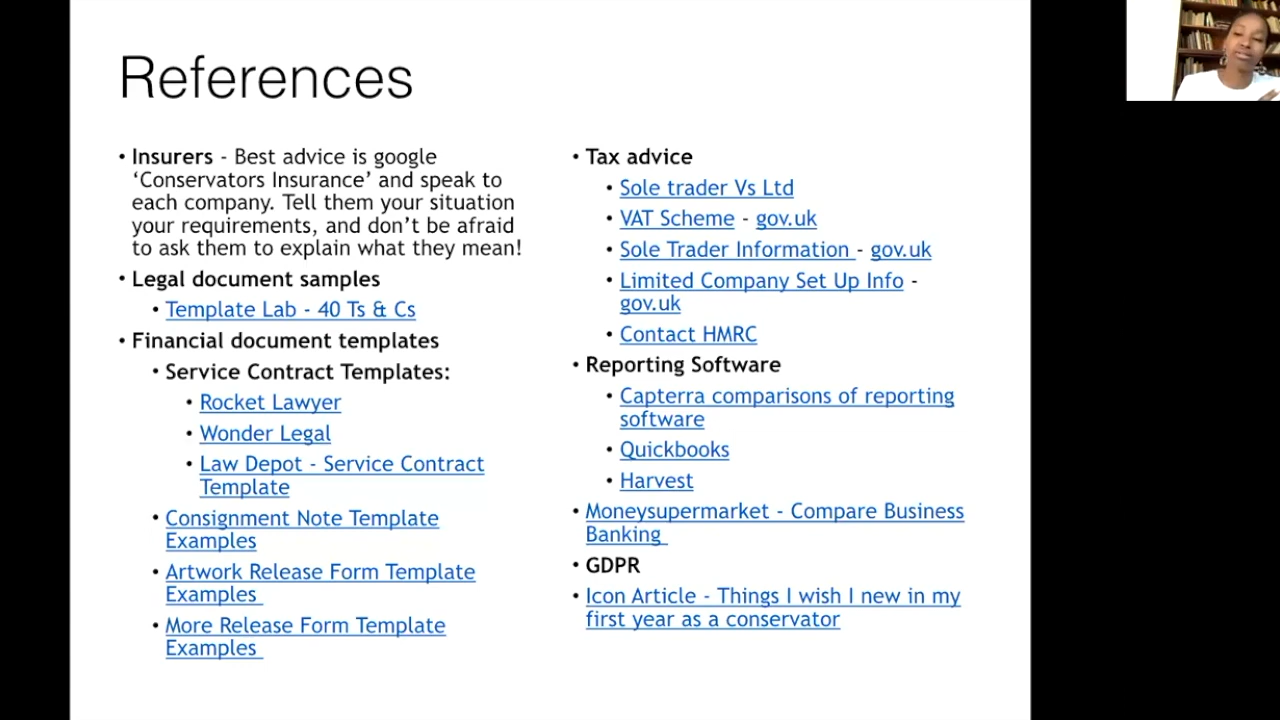 References
• Insurers - Best advice is google
‘Conservators Insurance’ and speak to
each company. Tell them your situation
your requirements, and don’t be afraid
to ask them to explain what they mean!
• Legal document samples
• Template Lab - 40 Ts & Cs
• Financial document templates
• Service Contract Templates:
• Rocket Lawyer
• Wonder Legal
• Law Depot - Service Contract
Template
• Consignment Note Template
Examples
• Artwork Release Form Template
Examples
• More Release Form Template
Examples
• Tax advice
• Sole trader Vs Ltd
• VAT Scheme - gov.uk
• Sole Trader Information - gov.uk
• Limited Company Set Up Info -
gov.uk
• Contact HMRC
• Reporting Software
• Capterra comparisons of reporting
software
• Quickbooks
• Harvest
• Moneysupermarket - Compare Business
Banking
• GDPR
• Icon Article - Things I wish I new in my
first year as a conservator